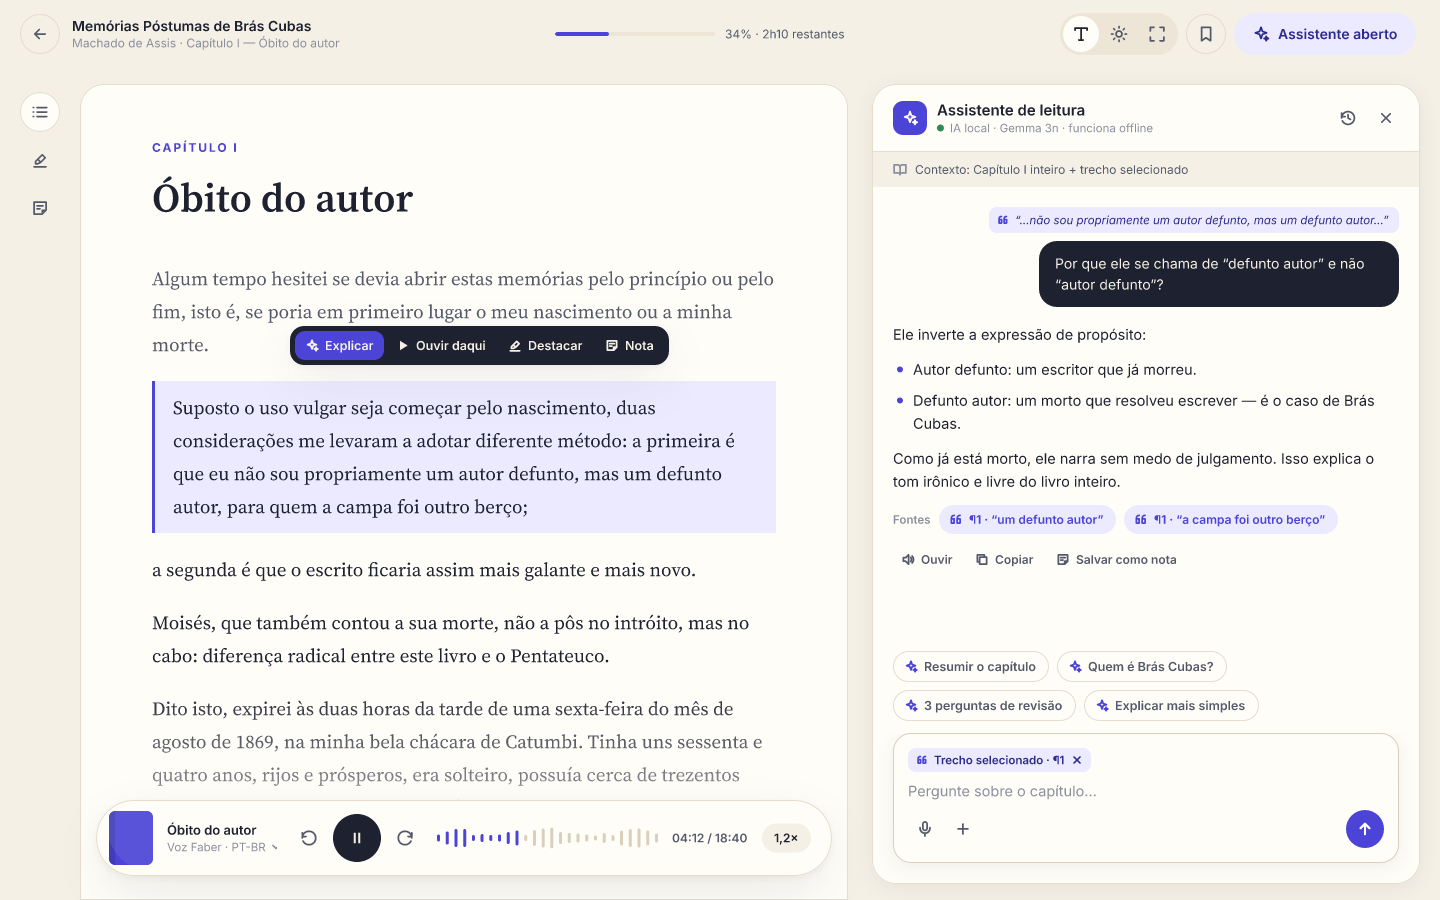 Memórias Póstumas de Brás Cubas
Machado de Assis · Capítulo I — Óbito do autor
34% · 2h10 restantes
Assistente aberto
CAPÍTULO I
Óbito do autor
Algum tempo hesitei se devia abrir estas memórias pelo princípio ou pelo
fim, isto é, se poria em primeiro lugar o meu nascimento ou a minha
morte.
Explicar
Ouvir daqui
Destacar
Nota
Suposto o uso vulgar seja começar pelo nascimento, duas
considerações me levaram a adotar diferente método: a primeira é
que eu não sou propriamente um autor defunto, mas um defunto
autor, para quem a campa foi outro berço;
a segunda é que o escrito ficaria assim mais galante e mais novo.
Moisés, que também contou a sua morte, não a pôs no intróito, mas no
cabo: diferença radical entre este livro e o Pentateuco.
Dito isto, expirei às duas horas da tarde de uma sexta-feira do mês de
agosto de 1869, na minha bela chácara de Catumbi. Tinha uns sessenta e
quatro anos, rijos e prósperos, era solteiro, possuía cerca de trezentos
Óbito do autor
Voz Faber · PT-BR
04:12 / 18:40
1,2×
Assistente de leitura
IA local · Gemma 3n · funciona offline
Contexto: Capítulo I inteiro + trecho selecionado
“…não sou propriamente um autor defunto, mas um defunto autor…”
Por que ele se chama de “defunto autor” e não
“autor defunto”?
Ele inverte a expressão de propósito:
• Autor defunto: um escritor que já morreu.
• Defunto autor: um morto que resolveu escrever — é o caso de Brás
Cubas.
Como já está morto, ele narra sem medo de julgamento. Isso explica o
tom irônico e livre do livro inteiro.
Fontes
¶1 · “um defunto autor”
¶1 · “a campa foi outro berço”
Ouvir
Copiar
Salvar como nota
Resumir o capítulo
Quem é Brás Cubas?
3 perguntas de revisão
Explicar mais simples
Trecho selecionado · ¶1
Pergunte sobre o capítulo…